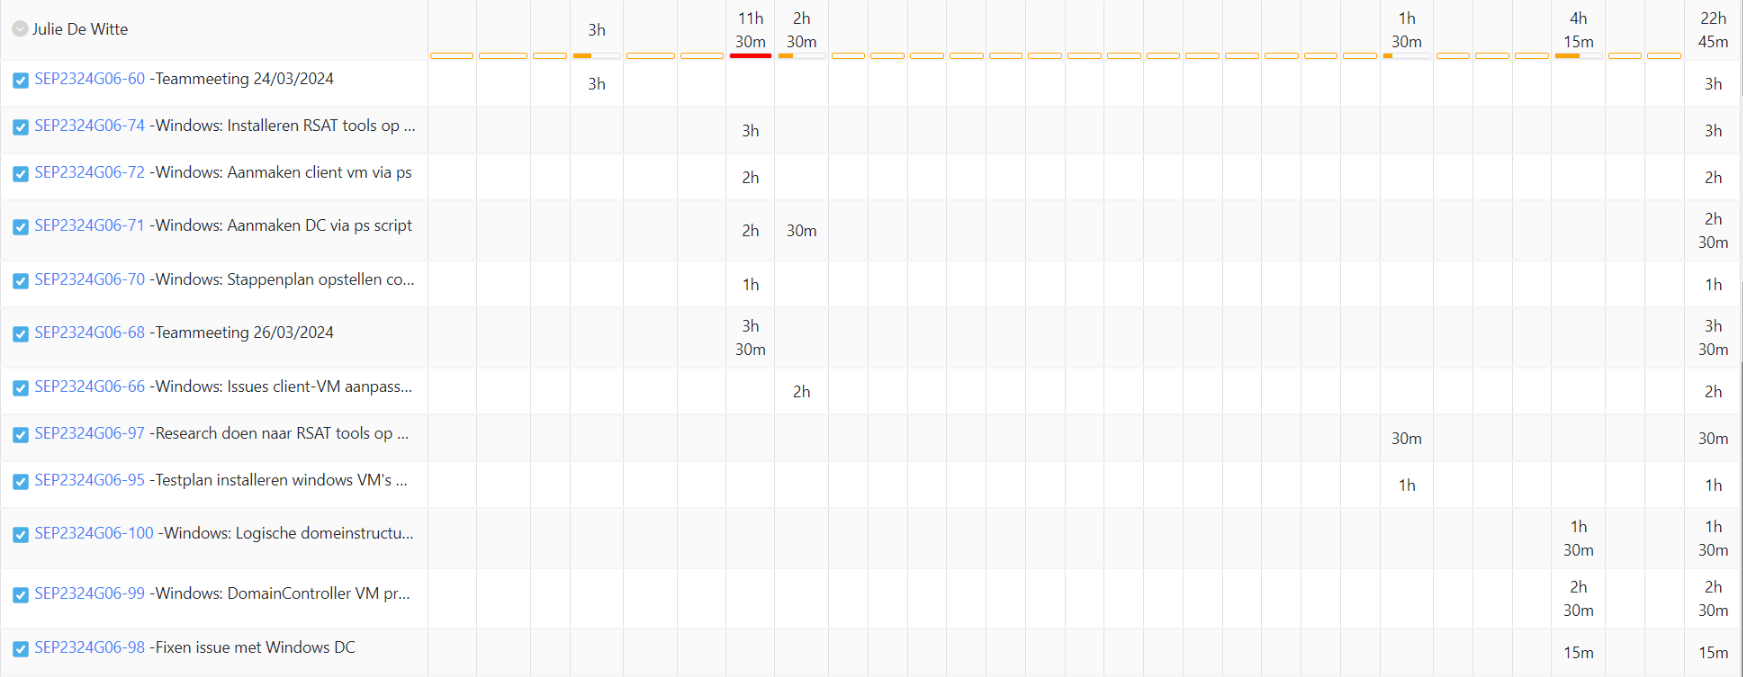 Julie De Witte 3h 11h 30m 2h 30m 1h 30m 4h 15m 22h 45m
SEP2324G06-60 -Teammeeting 24/03/2024 3h 3h
SEP2324G06-74 -Windows: Installeren RSAT tools op ... 3h 3h
SEP2324G06-72 -Windows: Aanmaken client vm via ps 2h 2h
SEP2324G06-71 -Windows: Aanmaken DC via ps script 2h 30m 2h 30m
SEP2324G06-70 -Windows: Stappenplan opstellen co... 1h 1h
SEP2324G06-68 -Teammeeting 26/03/2024 3h 30m 3h 30m
SEP2324G06-66 -Windows: Issues client-VM aanpass... 2h 2h
SEP2324G06-97 -Research doen naar RSAT tools op ... 30m 30m
SEP2324G06-95 -Testplan installeren windows VM's ... 1h 1h
SEP2324G06-100 -Windows: Logische domeinstructu... 1h 30m 1h 30m
SEP2324G06-99 -Windows: DomainController VM pr... 2h 30m 2h 30m
SEP2324G06-98 -Fixen issue met Windows DC 15m 15m